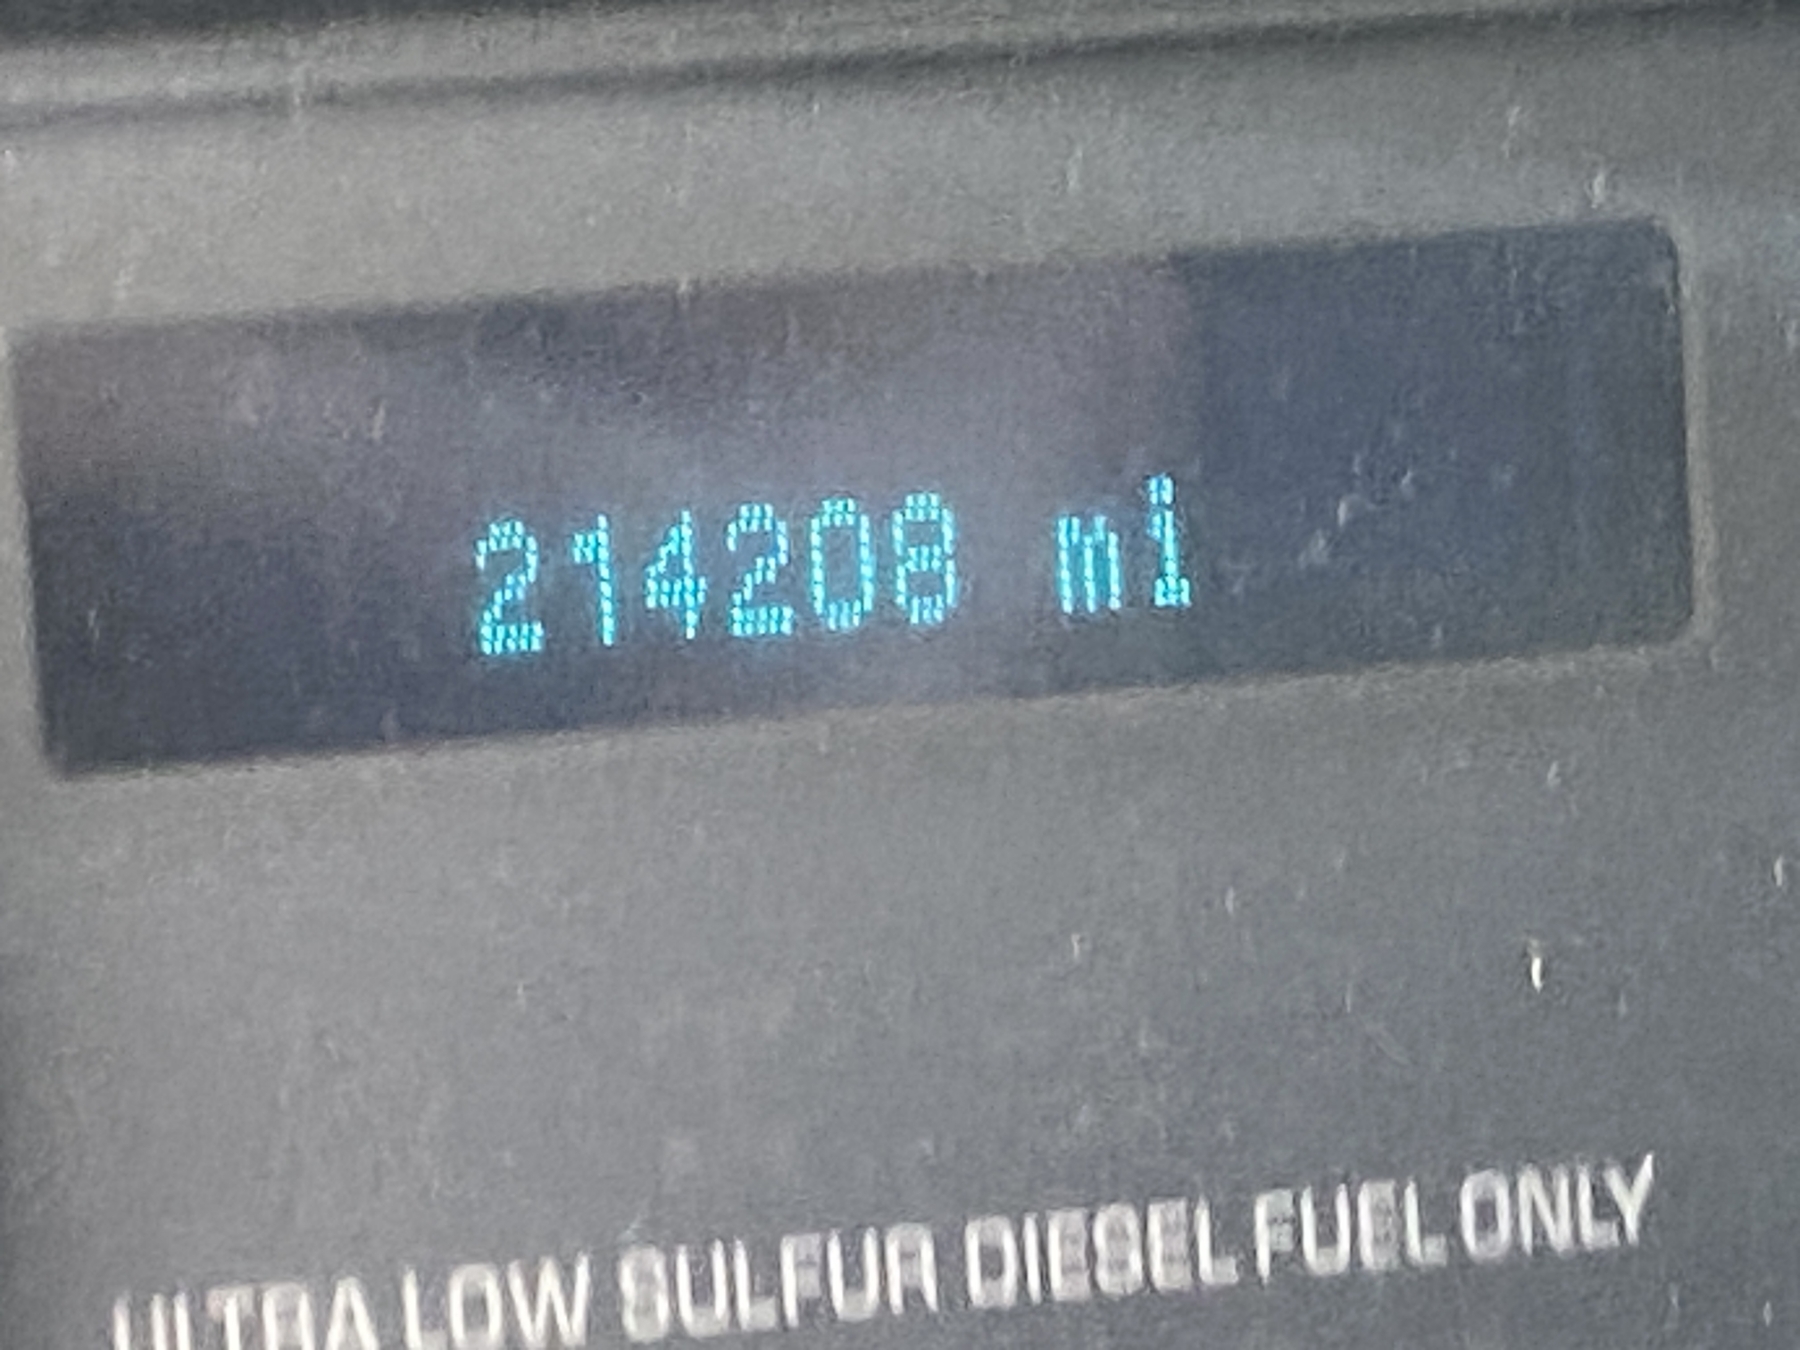 214208 mi
ULTRA LOW SULFUR DIESEL FUEL ONLY